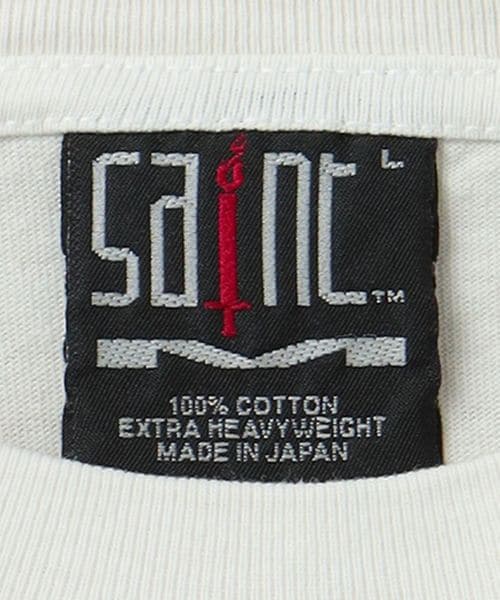 saint L
TM
100% COTTON
EXTRA HEAVYWEIGHT
MADE IN JAPAN